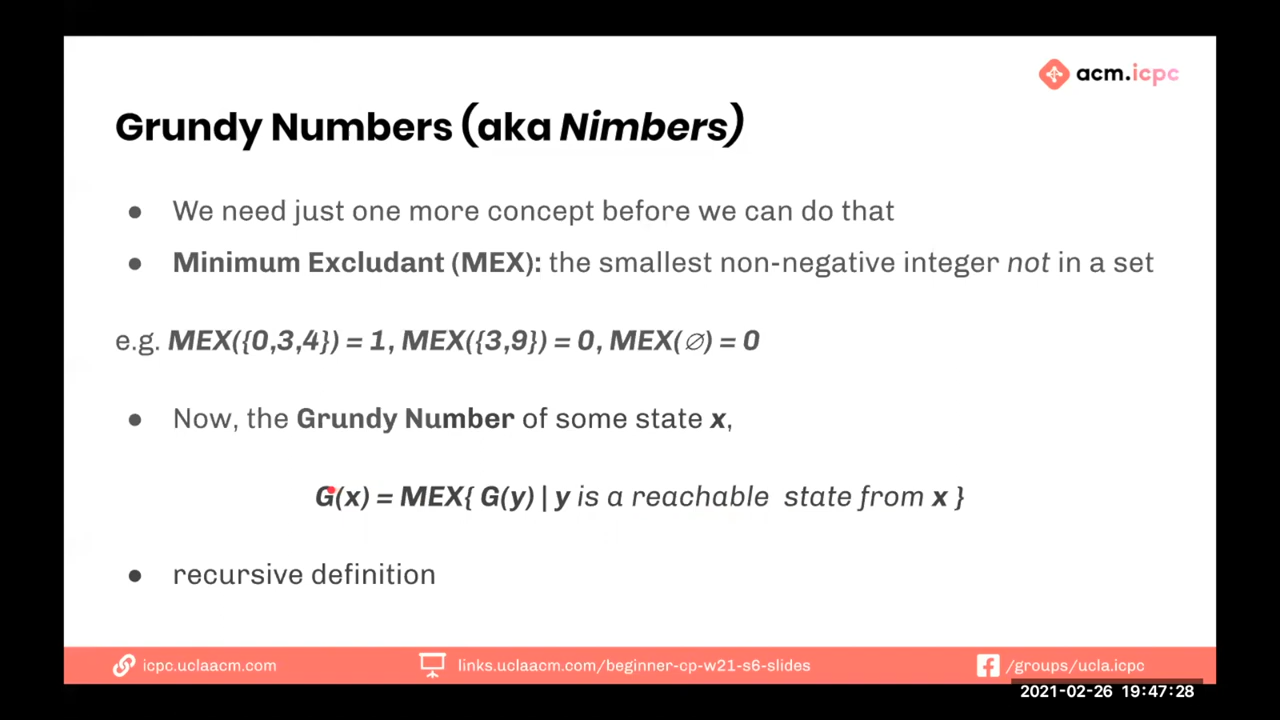 acm.icpc
Grundy Numbers (aka Nimbers)
● We need just one more concept before we can do that
● Minimum Excludant (MEX): the smallest non-negative integer not in a set
e.g. MEX({0,3,4}) = 1, MEX({3,9}) = 0, MEX(∅) = 0
● Now, the Grundy Number of some state x,
G(x) = MEX{ G(y) | y is a reachable state from x }
● recursive definition
icpc.uclaacm.com links.uclaacm.com/beginner-cp-w21-s6-slides /groups/ucla.icpc
2021-02-26 19:47:28